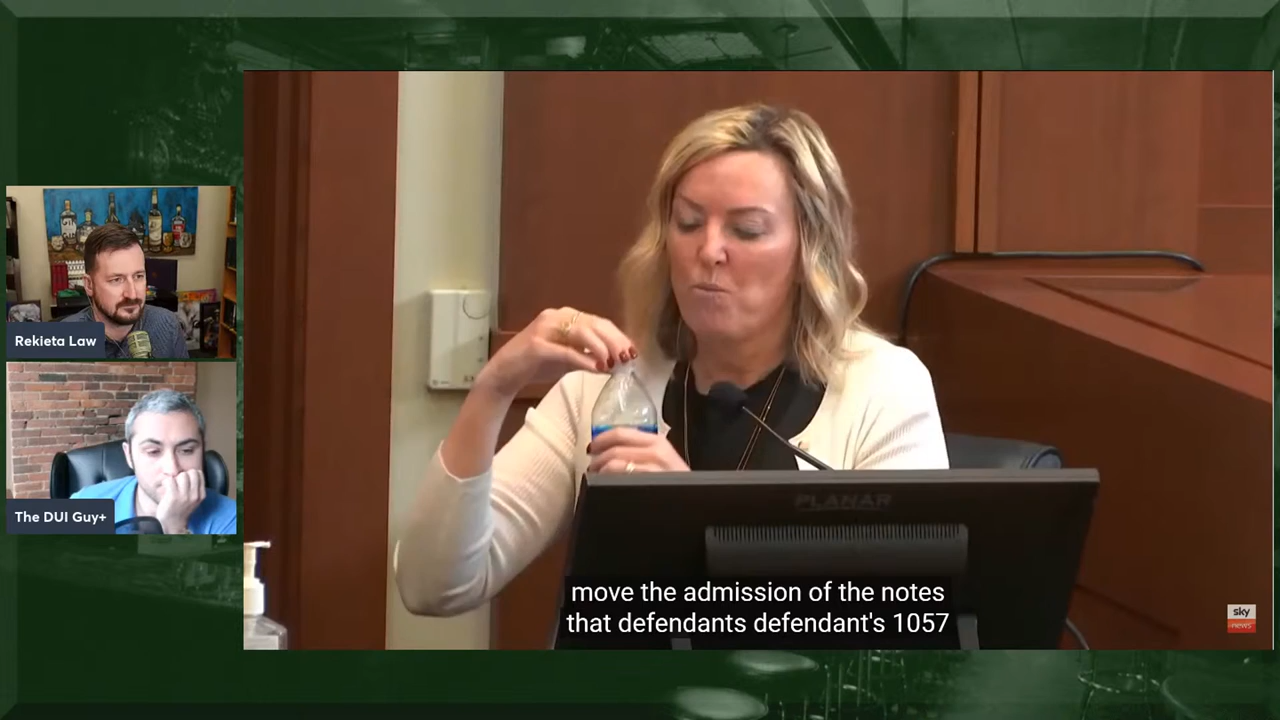 Rekieta Law
The DUI Guy+
PLANAR
move the admission of the notes
that defendants defendant's 1057
sky
news